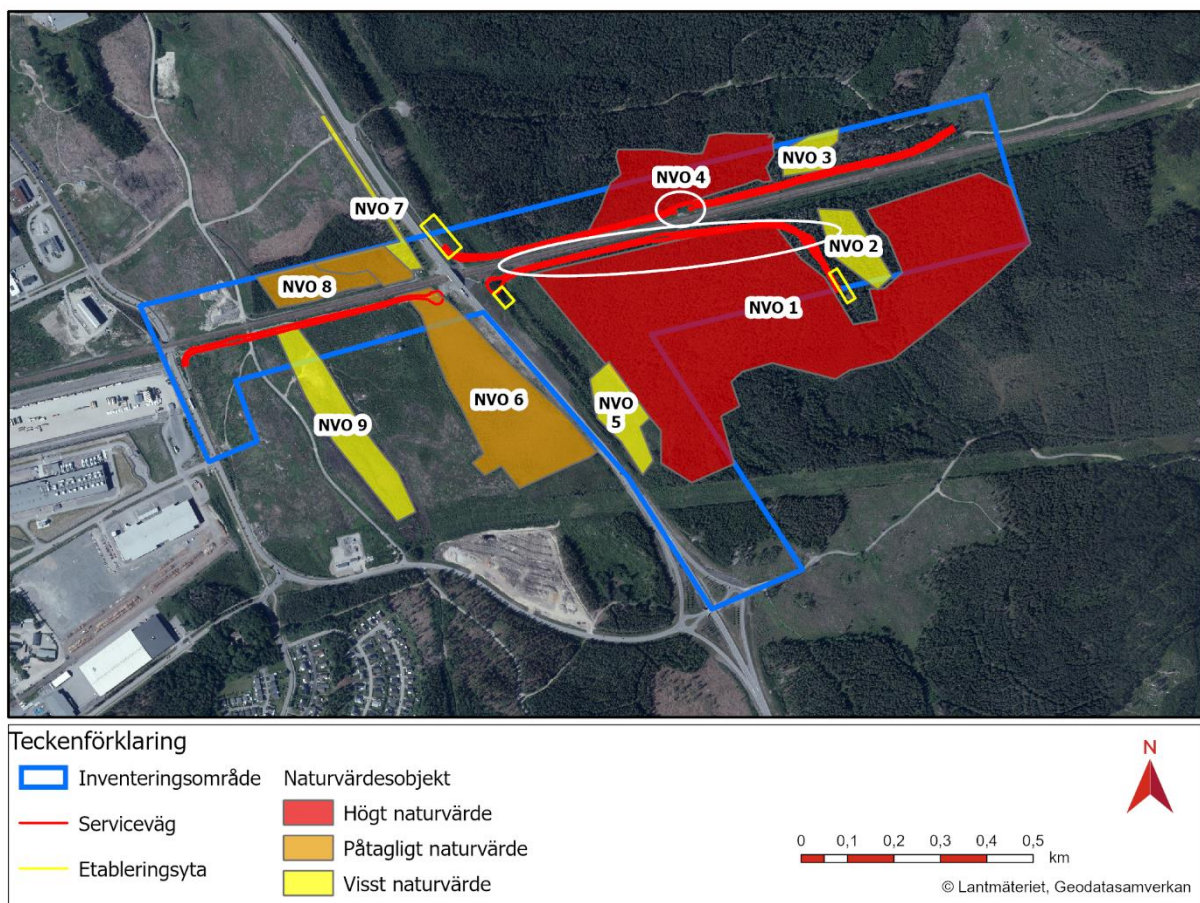 NVO 3
NVO 4
NVO 7
NVO 2
NVO 8
NVO 1
NVO 6
NVO
5
NVO 9
Teckenförklaring
Inventeringsområde
Serviceväg
Etableringsyta
Naturvärdesobjekt
Högt naturvärde
Påtagligt naturvärde
Visst naturvärde
N
0 0,1 0,2 0,3 0,4 0,5
km
© Lantmäteriet, Geodatasamverkan